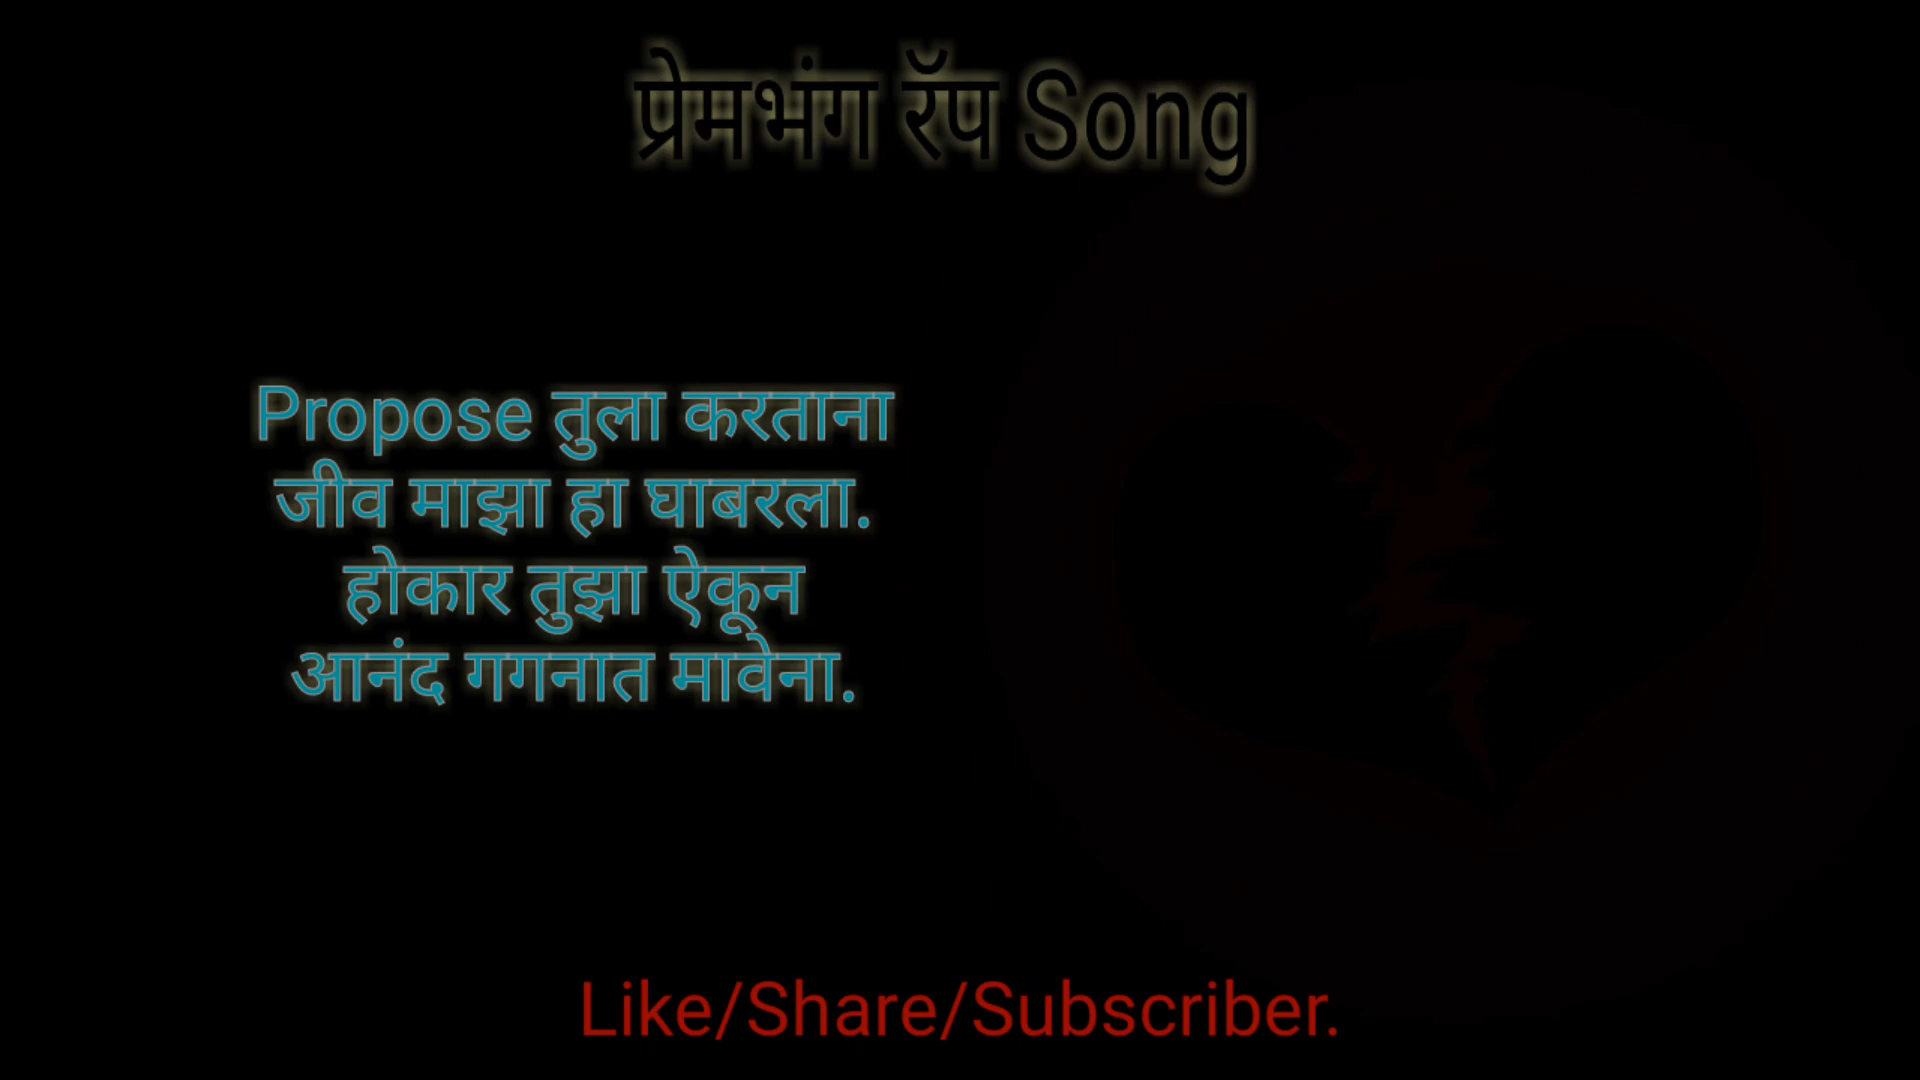 प्रेमभंग रॅप Song
Propose तुला करताना
जीव माझा हा घाबरला.
होकार तुझा ऐकून
आनंद गगनात मावेना.
Like/Share/Subscriber.